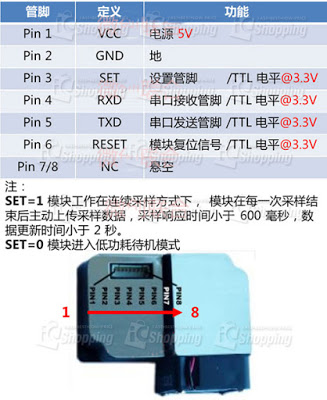 管脚 定义 功能
Pin 1 VCC 电源 5V
Pin 2 GND 地
Pin 3 SET 设置管脚 /TTL 电平@3.3V
Pin 4 RXD 串口接收管脚 /TTL 电平@3.3V
Pin 5 TXD 串口发送管脚 /TTL 电平@3.3V
Pin 6 RESET 模块复位信号 /TTL 电平@3.3V
Pin 7/8 NC 悬空
注：
SET=1 模块工作在连续采样方式下， 模块在每一次采样结
束后主动上传采样数据，采样响应时间小于 600 毫秒，数
据更新时间小于 2 秒。
SET=0 模块进入低功耗待机模式
PIN1 PIN2 PIN3 PIN4 PIN5 PIN6 PIN7 PIN8
1 8
Shopping